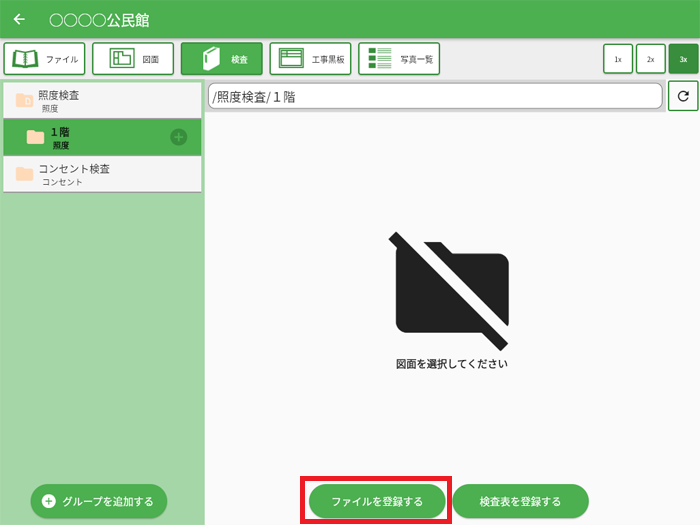 ○○○○公民館
ファイル
図面
検査
工事黒板
写真一覧
1x
2x
3x
照度検査
照度
１階
照度
コンセント検査
コンセント
/照度検査/１階
図面を選択してください
グループを追加する
ファイルを登録する
検査表を登録する